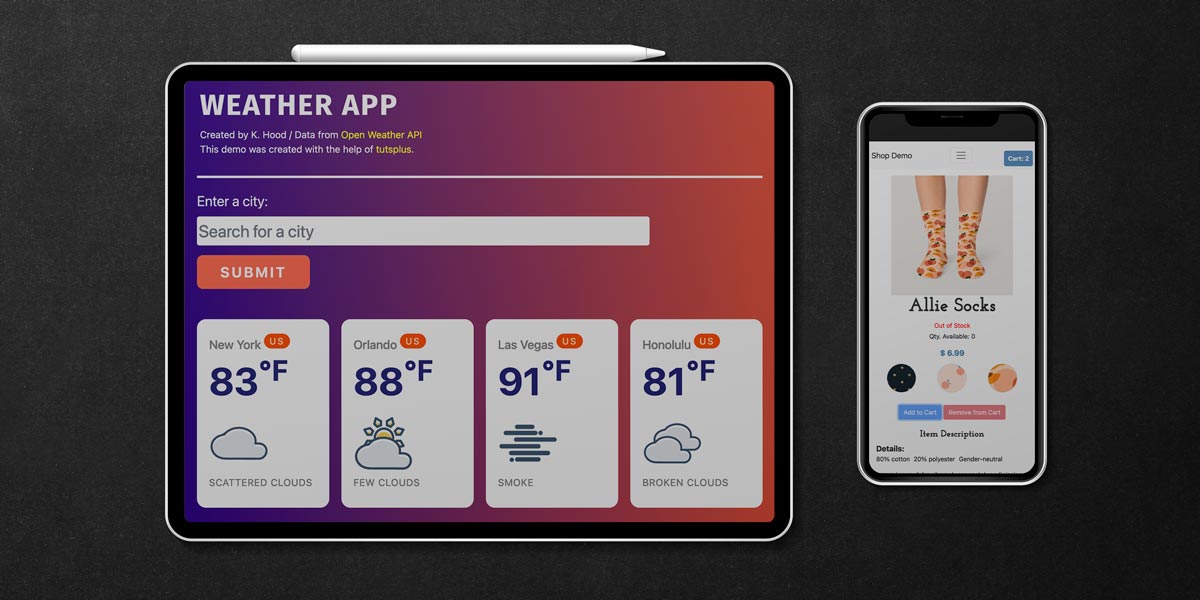 WEATHER APP
Created by K. Hood / Data from Open Weather API
This demo was created with the help of tutsplus.
Enter a city:
Search for a city
SUBMIT
New York US
83°F
SCATTERED CLOUDS
Orlando US
88°F
FEW CLOUDS
Las Vegas US
91°F
SMOKE
Honolulu US
81°F
BROKEN CLOUDS
Shop Demo
Cart: 2
Allie Socks
Out of Stock
Qty. Available: 0
$ 6.99
Add to Cart Remove from Cart
Item Description
Details:
80% cotton 20% polyester Gender-neutral